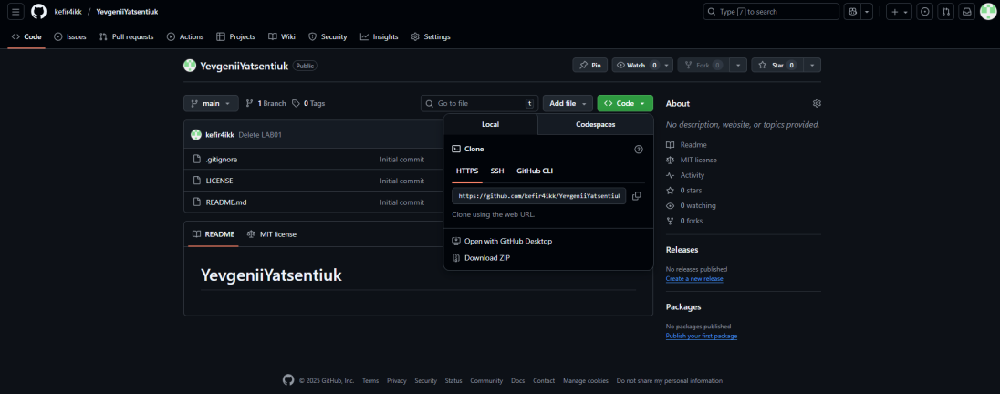 kefir4ikk / YevgeniiYatsentiuk
Type / to search
Code Issues Pull requests Actions Projects Wiki Security Insights Settings
YevgeniiYatsentiuk Public
Pin Watch 0 Fork 0 Star 0
main 1 Branch 0 Tags
Go to file t Add file Code
kefir4ikk Delete LAB01
.gitignore Initial commit
LICENSE Initial commit
README.md Initial commit
README MIT license
YevgeniiYatsentiuk
Local Codespaces
Clone
HTTPS SSH GitHub CLI
https://github.com/kefir4ikk/YevgeniiYatsentiuk
Clone using the web URL.
Open with GitHub Desktop
Download ZIP
About
No description, website, or topics provided.
Readme
MIT license
Activity
0 stars
0 watching
0 forks
Releases
No releases published
Create a new release
Packages
No packages published
Publish your first package
© 2025 GitHub, Inc. Terms Privacy Security Status Community Docs Contact Manage cookies Do not share my personal information